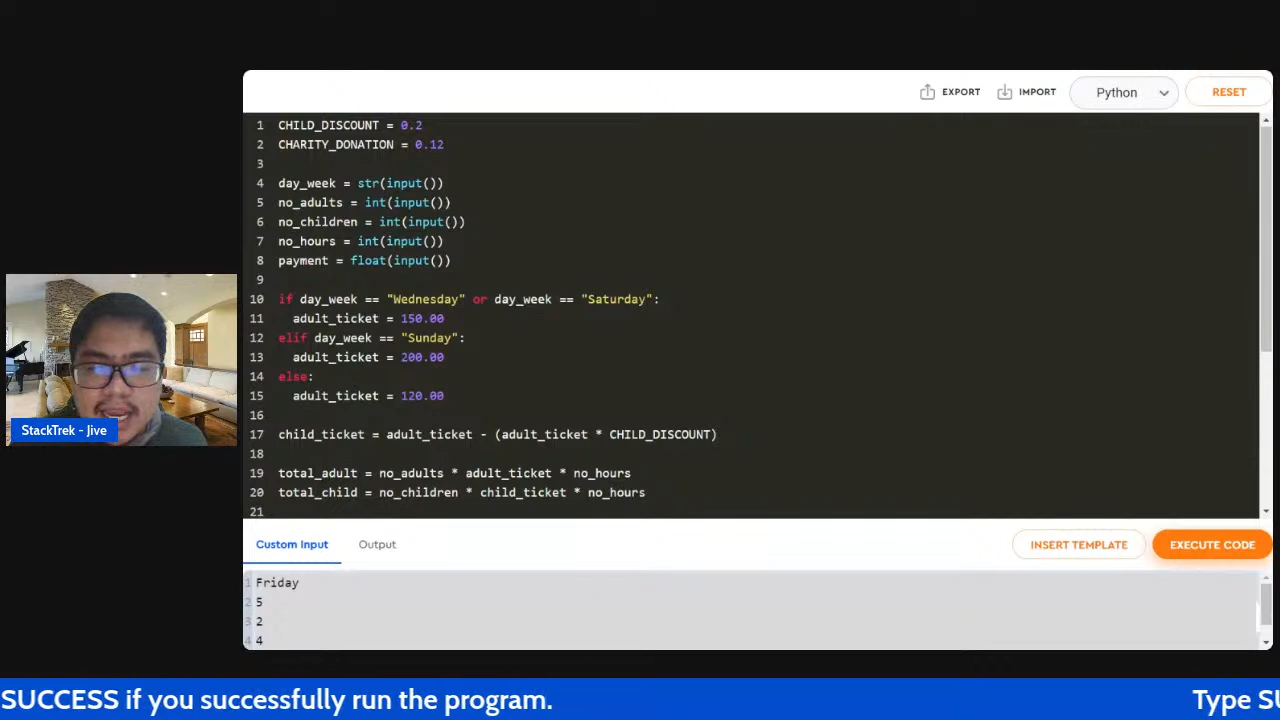 EXPORT
IMPORT
Python
RESET
1 CHILD_DISCOUNT = 0.2
2 CHARITY_DONATION = 0.12
3
4 day_week = str(input())
5 no_adults = int(input())
6 no_children = int(input())
7 no_hours = int(input())
8 payment = float(input())
9
10 if day_week == "Wednesday" or day_week == "Saturday":
11 adult_ticket = 150.00
12 elif day_week == "Sunday":
13 adult_ticket = 200.00
14 else:
15 adult_ticket = 120.00
16
17 child_ticket = adult_ticket - (adult_ticket * CHILD_DISCOUNT)
18
19 total_adult = no_adults * adult_ticket * no_hours
20 total_child = no_children * child_ticket * no_hours
21
StackTrek - Jive
Custom Input
Output
INSERT TEMPLATE
EXECUTE CODE
1 Friday
2 5
3 2
4 4
SUCCESS if you successfully run the program.
Type SU